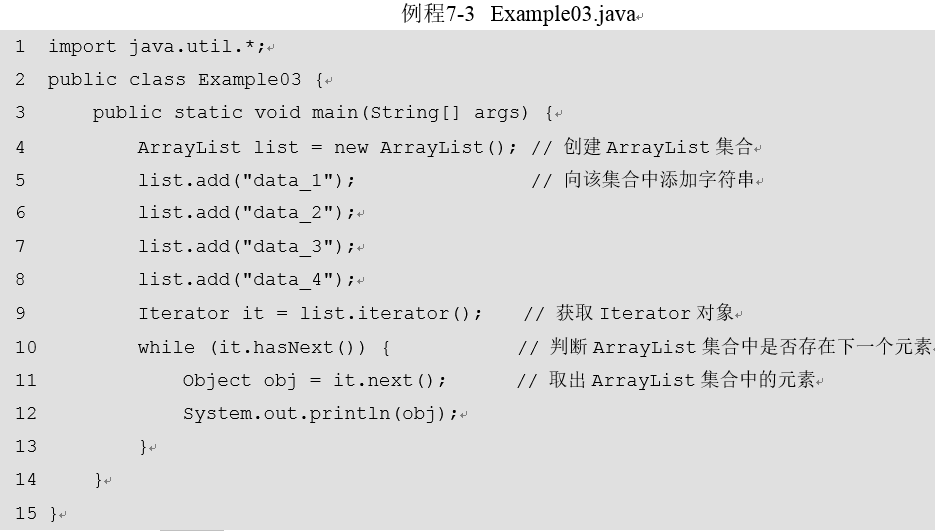 例程7-3 Example03.java
1 import java.util.*;
2 public class Example03 {
3     public static void main(String[] args) {
4         ArrayList list = new ArrayList(); // 创建 ArrayList 集合
5         list.add("data_1");               // 向该集合中添加字符串
6         list.add("data_2");
7         list.add("data_3");
8         list.add("data_4");
9         Iterator it = list.iterator();    // 获取 Iterator 对象
10         while (it.hasNext()) {            // 判断 ArrayList 集合中是否存在下一个元素
11             Object obj = it.next();       // 取出 ArrayList 集合中的元素
12             System.out.println(obj);
13         }
14     }
15 }